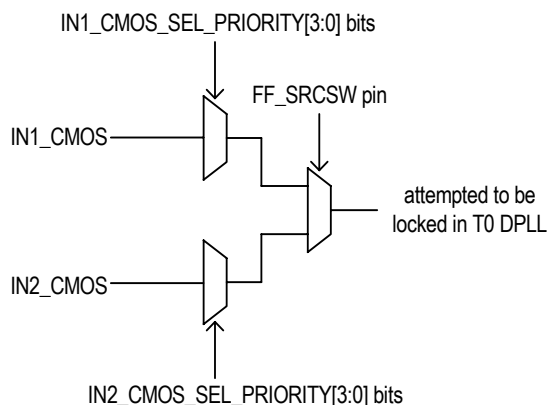 IN1_CMOS_SEL_PRIORITY[3:0] bits
FF_SRCSW pin
IN1_CMOS
attempted to be
locked in T0 DPLL
IN2_CMOS
IN2_CMOS_SEL_PRIORITY[3:0] bits